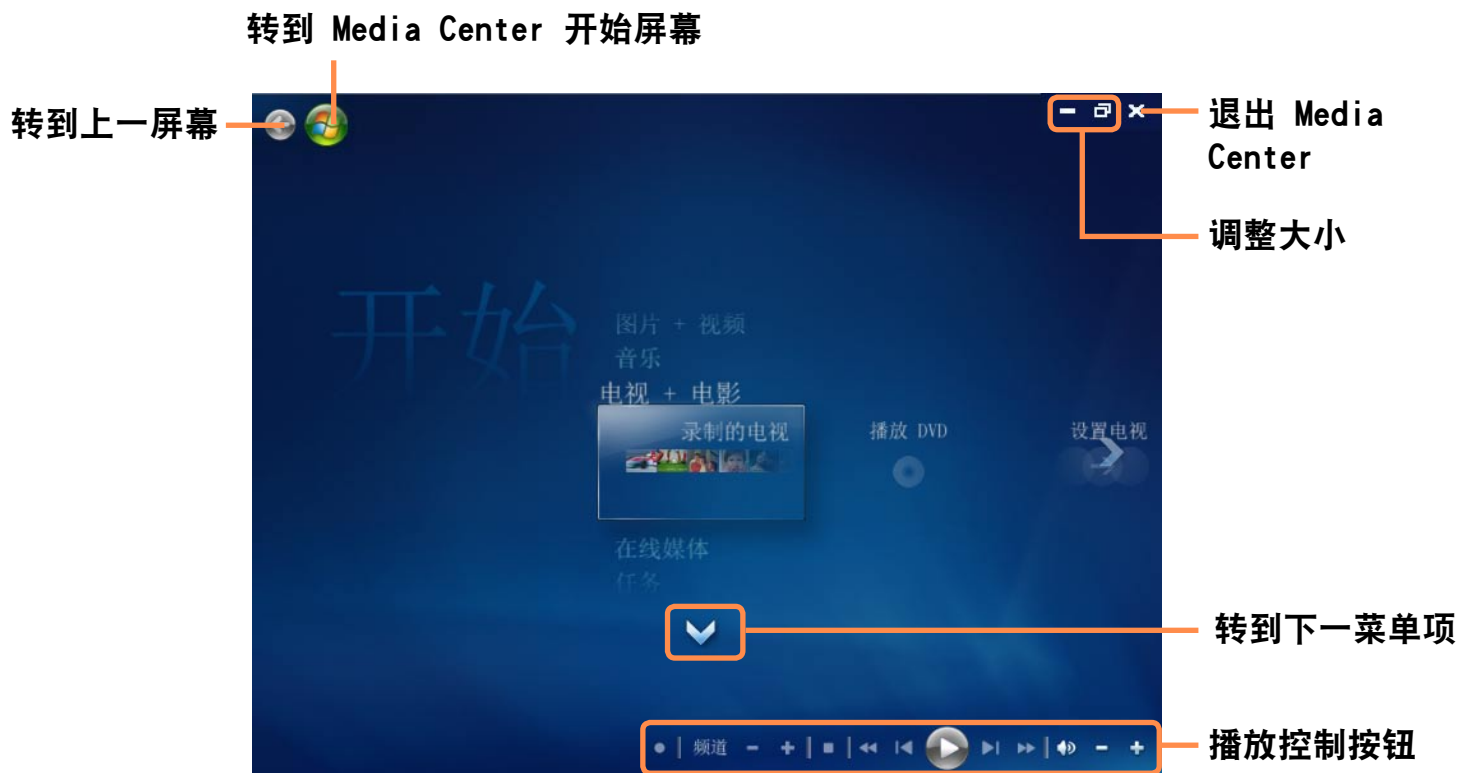 转到 Media Center 开始屏幕
转到上一屏幕
退出 Media
Center
调整大小
开始
图片 + 视频
音乐
电视 + 电影
录制的电视
播放 DVD
设置电视
在线媒体
任务
转到下一菜单项
频道
播放控制按钮